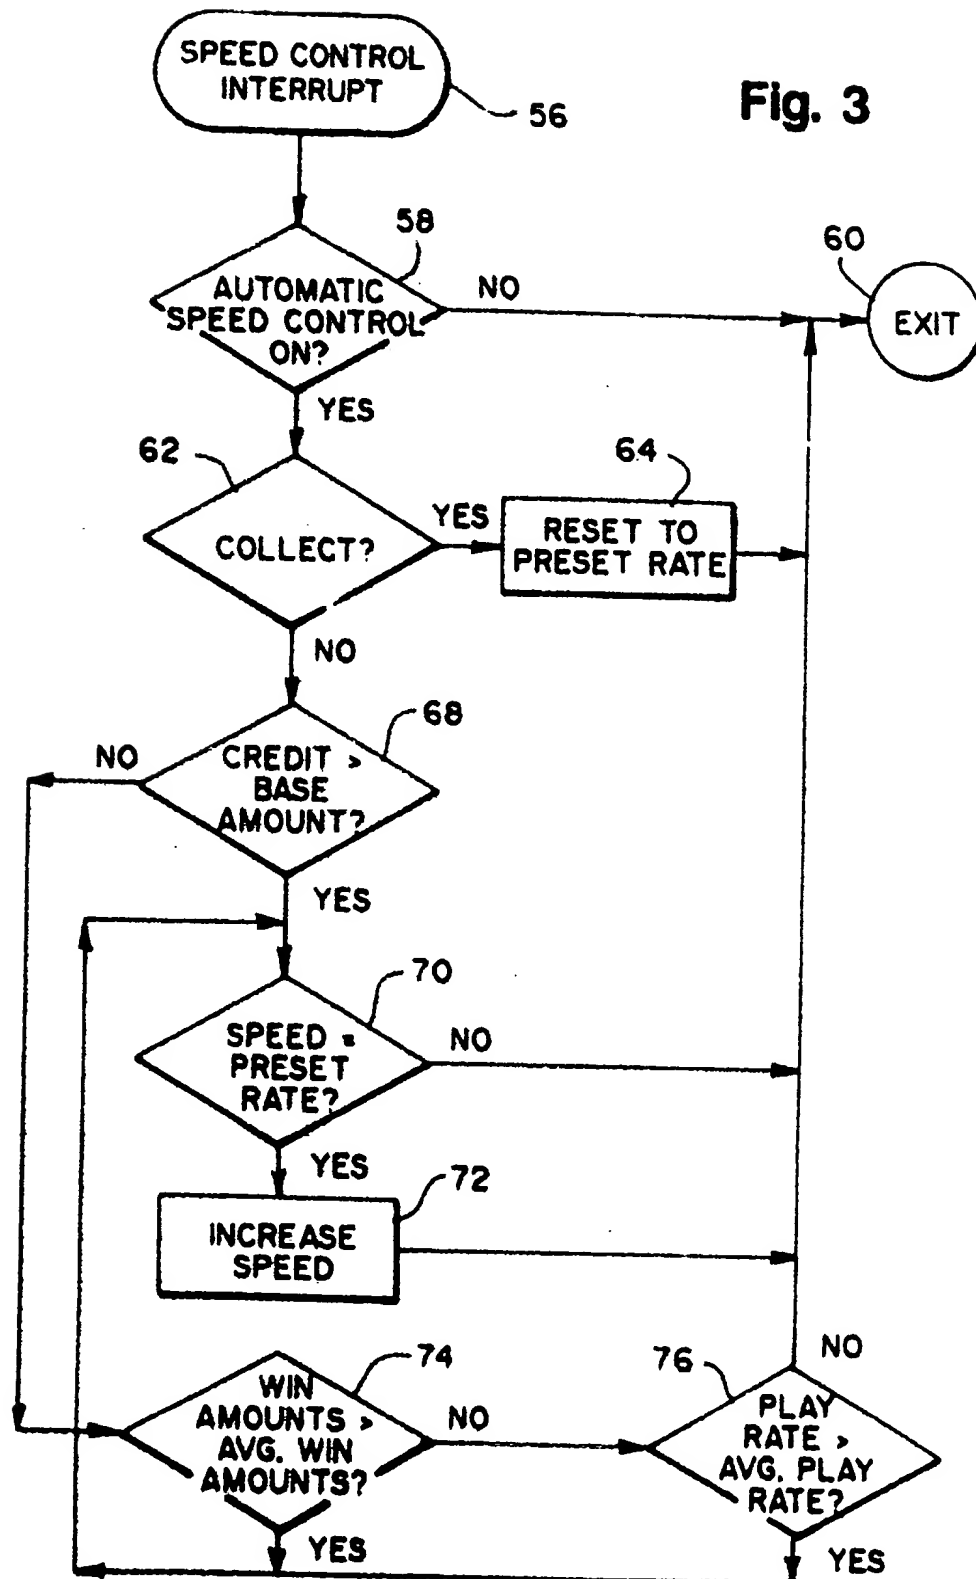 SPEED CONTROL
INTERRUPT
56
Fig. 3
58
AUTOMATIC
SPEED CONTROL
ON?
NO
60
EXIT
YES
62
COLLECT?
YES
64
RESET TO
PRESET RATE
NO
68
CREDIT >
BASE
AMOUNT?
NO
YES
70
SPEED =
PRESET
RATE?
NO
YES
72
INCREASE
SPEED
74
WIN
AMOUNTS >
AVG. WIN
AMOUNTS?
NO
YES
76
PLAY
RATE >
AVG. PLAY
RATE?
NO
YES